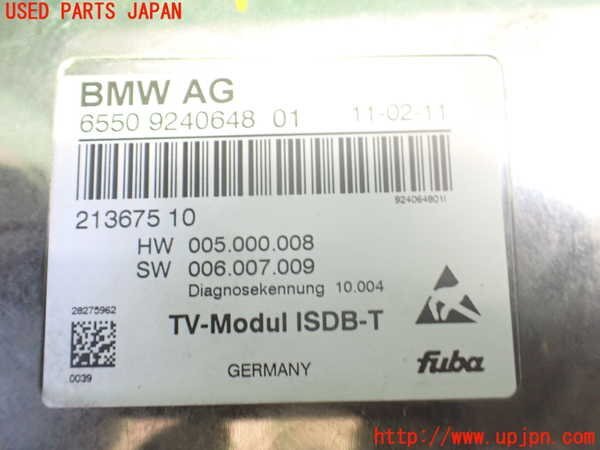 USED PARTS JAPAN
BMW AG
6550 9240648 01 11-02-11
924064801I
213675 10
HW 005.000.008
SW 006.007.009
Diagnosekennung 10.004
28275962
TV-Modul ISDB-T
0039
GERMANY
fuba
UPJ
http://www.upjpn.com/